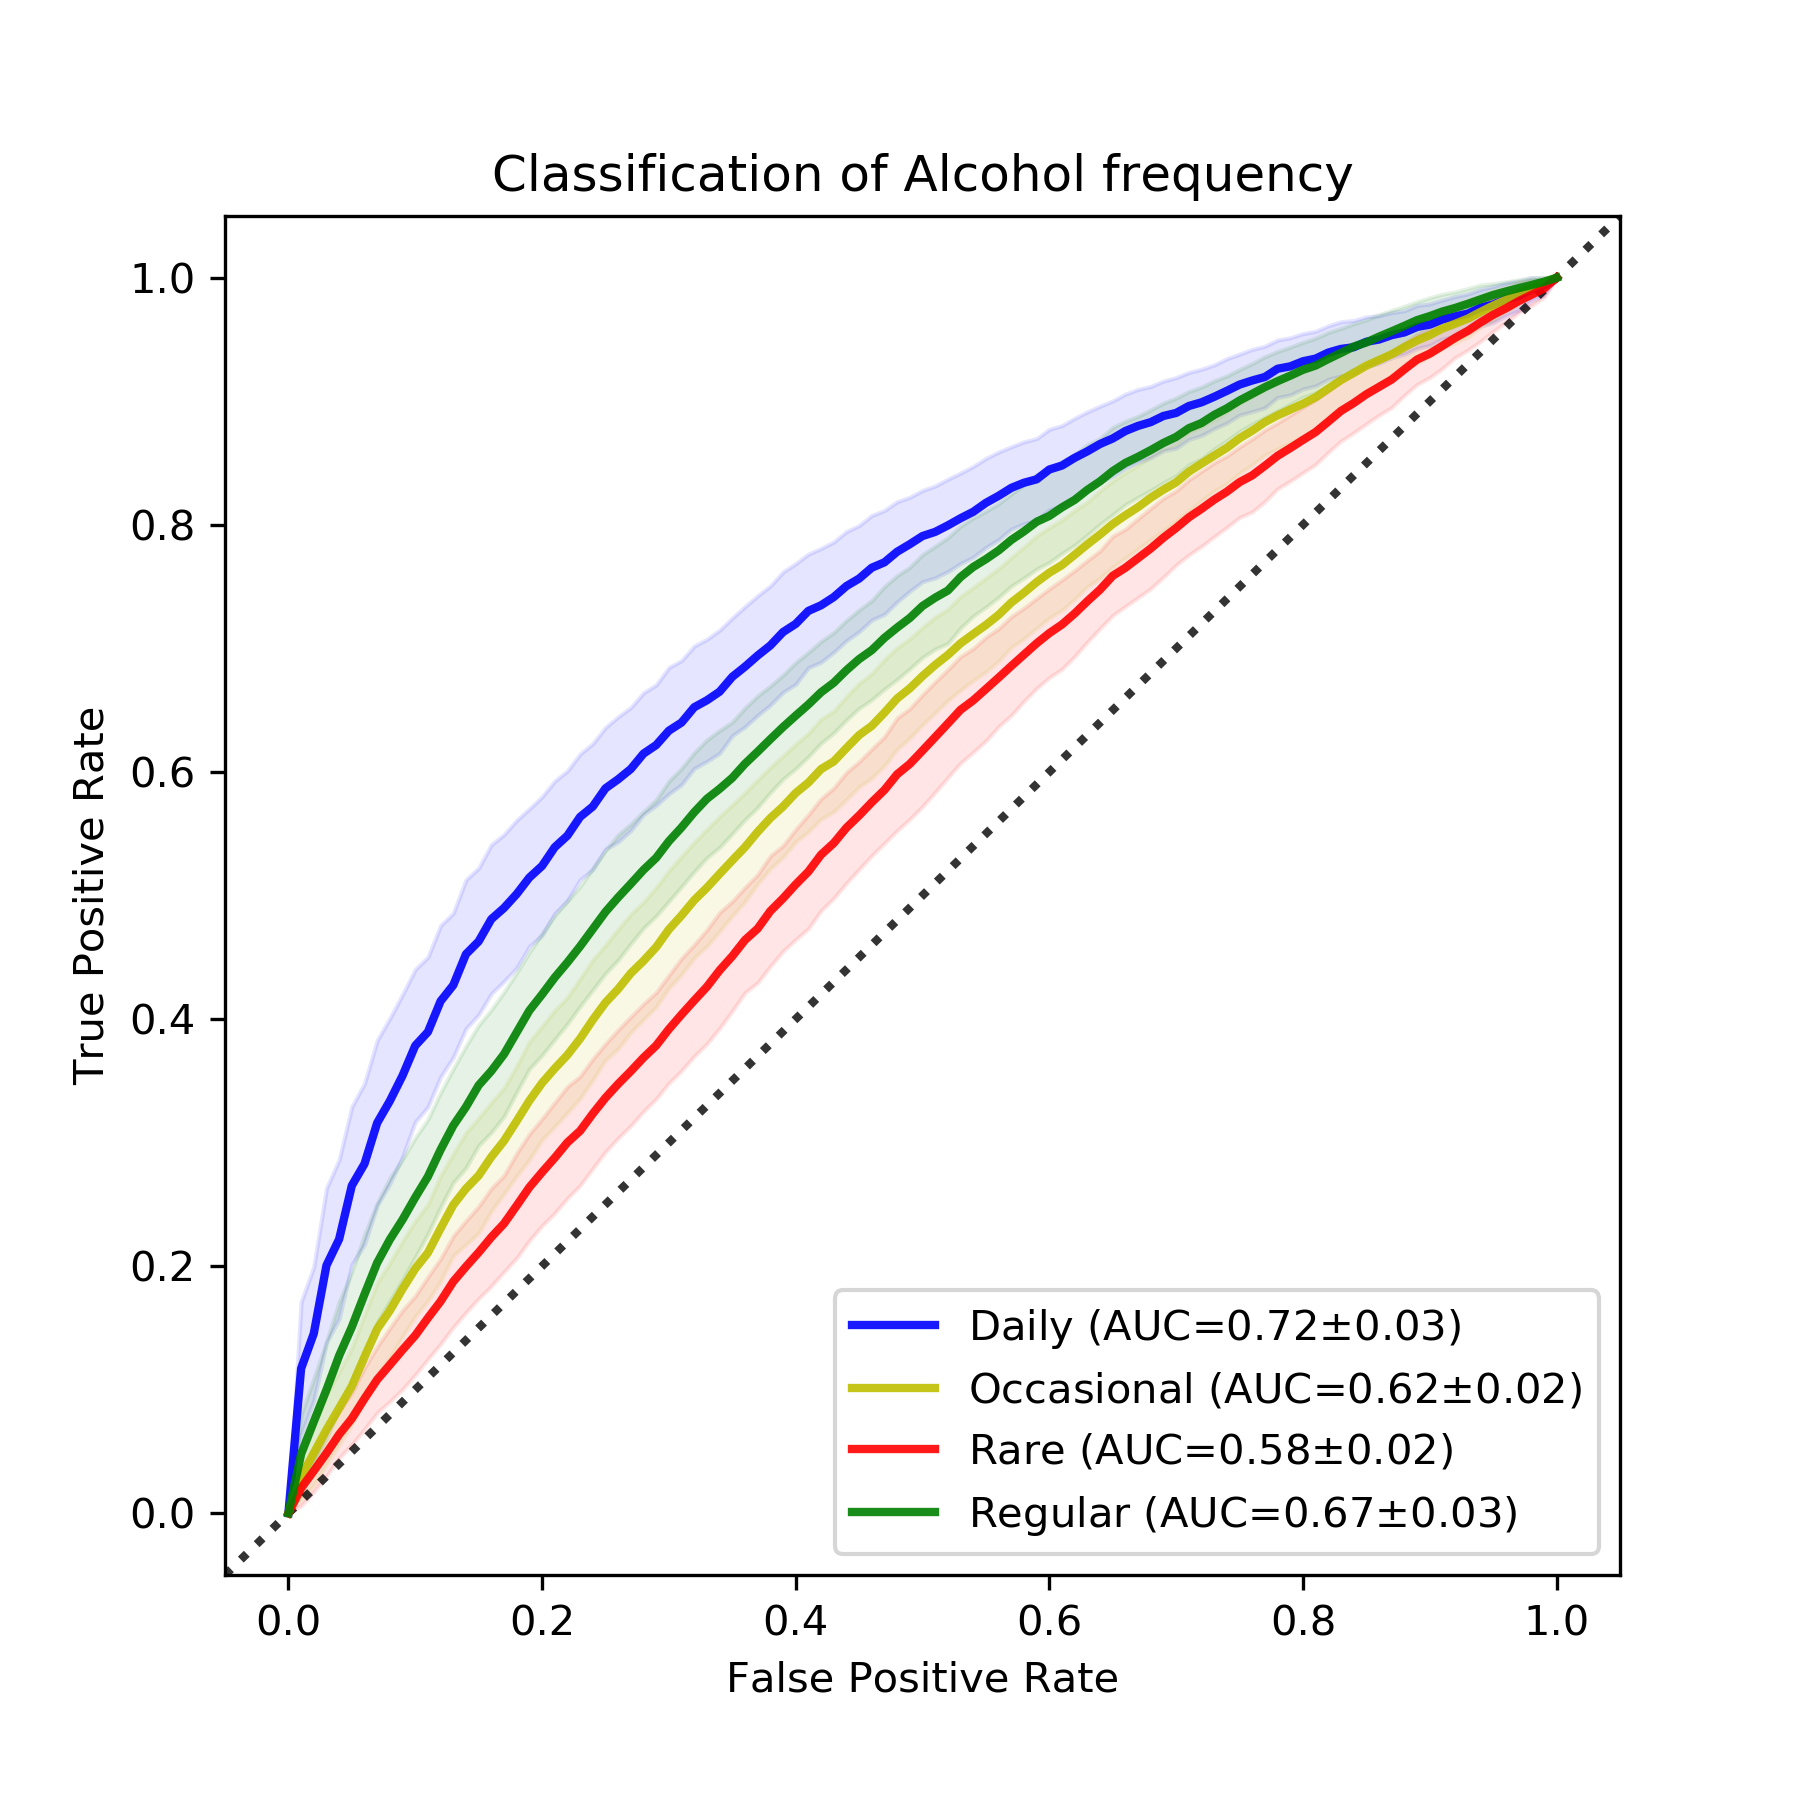 Classification of Alcohol frequency
True Positive Rate
1.0
0.8
0.6
0.4
0.2
0.0
Daily (AUC=0.72±0.03)
Occasional (AUC=0.62±0.02)
Rare (AUC=0.58±0.02)
Regular (AUC=0.67±0.03)
0.0 0.2 0.4 0.6 0.8 1.0
False Positive Rate